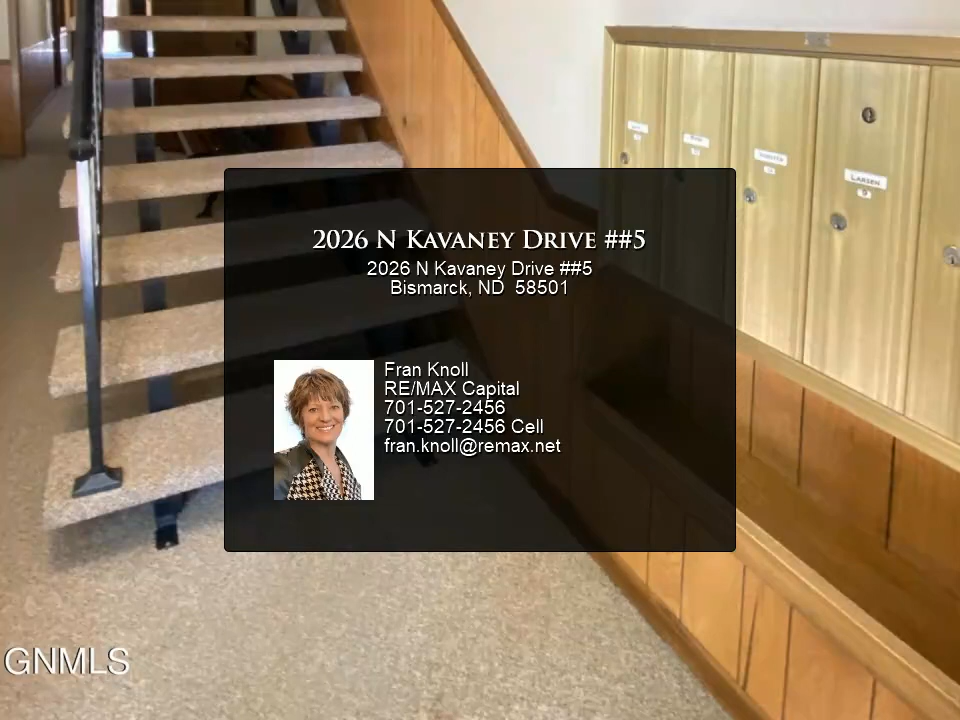 2026 N Kavaney Drive ##5
2026 N Kavaney Drive ##5
Bismarck, ND 58501
Fran Knoll
RE/MAX Capital
701-527-2456
701-527-2456 Cell
fran.knoll@remax.net
LARSEN
GNMLS